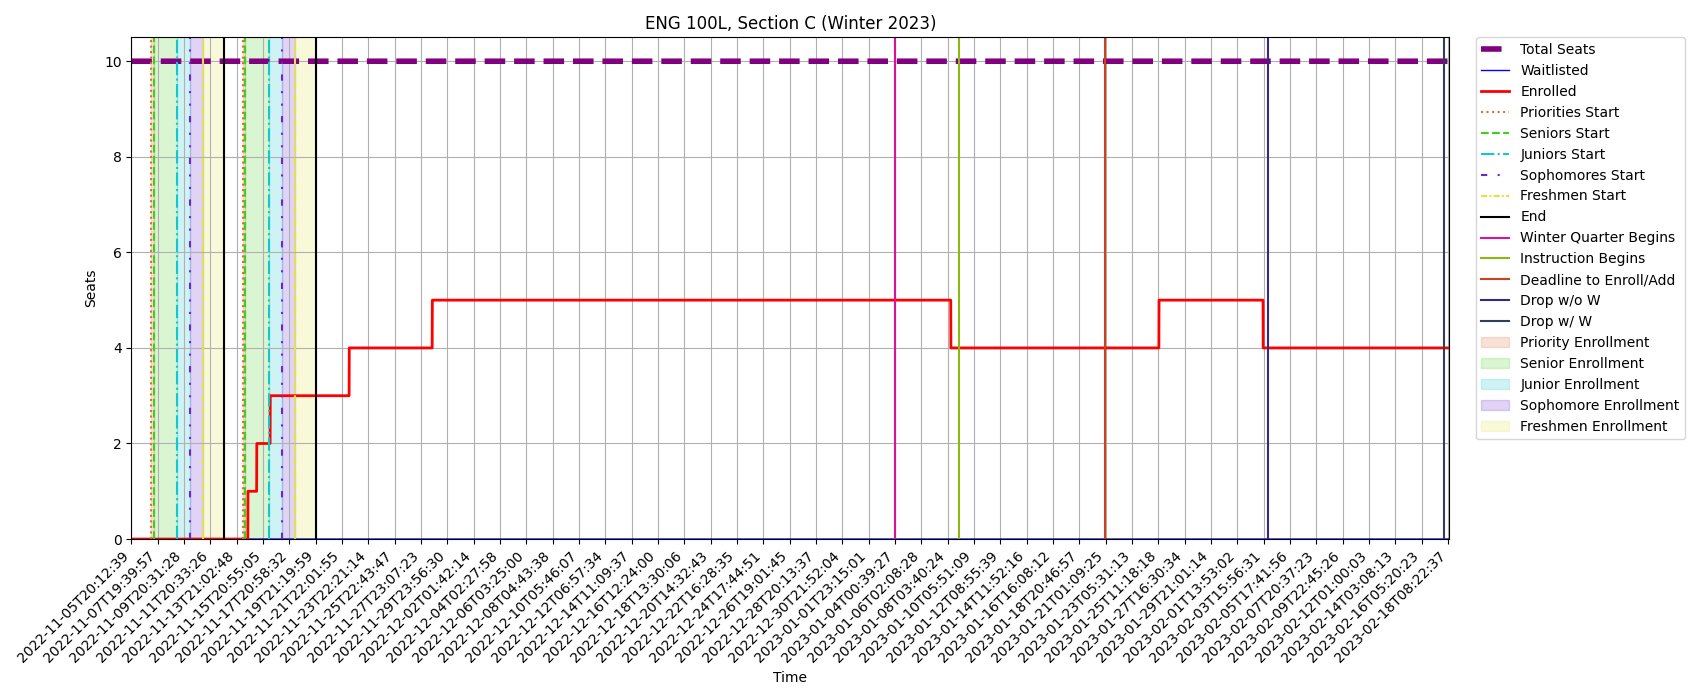 ENG 100L, Section C (Winter 2023)
Seats
10
8
6
4
2
0
2022-11-05T20:12:39
2022-11-07T19:39:57
2022-11-09T20:31:28
2022-11-11T20:33:26
2022-11-13T21:02:48
2022-11-15T20:55:05
2022-11-17T20:58:32
2022-11-19T21:19:59
2022-11-21T22:01:55
2022-11-23T22:21:14
2022-11-25T22:43:47
2022-11-27T23:07:23
2022-11-29T23:56:30
2022-12-02T01:42:14
2022-12-04T02:27:58
2022-12-06T03:25:00
2022-12-08T04:43:38
2022-12-10T05:46:07
2022-12-12T06:57:34
2022-12-14T11:09:37
2022-12-16T12:24:00
2022-12-18T13:30:06
2022-12-20T14:32:43
2022-12-22T16:28:35
2022-12-24T17:44:51
2022-12-26T19:01:45
2022-12-28T20:13:37
2022-12-30T21:52:04
2023-01-01T23:15:01
2023-01-04T00:39:27
2023-01-06T02:08:28
2023-01-08T03:40:24
2023-01-10T05:51:09
2023-01-12T08:55:39
2023-01-14T11:52:16
2023-01-16T16:08:12
2023-01-18T20:46:57
2023-01-21T01:09:25
2023-01-23T05:31:13
2023-01-25T11:18:18
2023-01-27T16:30:34
2023-01-29T21:01:14
2023-02-01T13:53:02
2023-02-03T15:56:31
2023-02-05T17:41:56
2023-02-07T20:37:23
2023-02-09T22:45:26
2023-02-12T01:00:03
2023-02-14T03:08:13
2023-02-16T05:20:23
2023-02-18T08:22:37
Time
Total Seats
Waitlisted
Enrolled
Priorities Start
Seniors Start
Juniors Start
Sophomores Start
Freshmen Start
End
Winter Quarter Begins
Instruction Begins
Deadline to Enroll/Add
Drop w/o W
Drop w/ W
Priority Enrollment
Senior Enrollment
Junior Enrollment
Sophomore Enrollment
Freshmen Enrollment